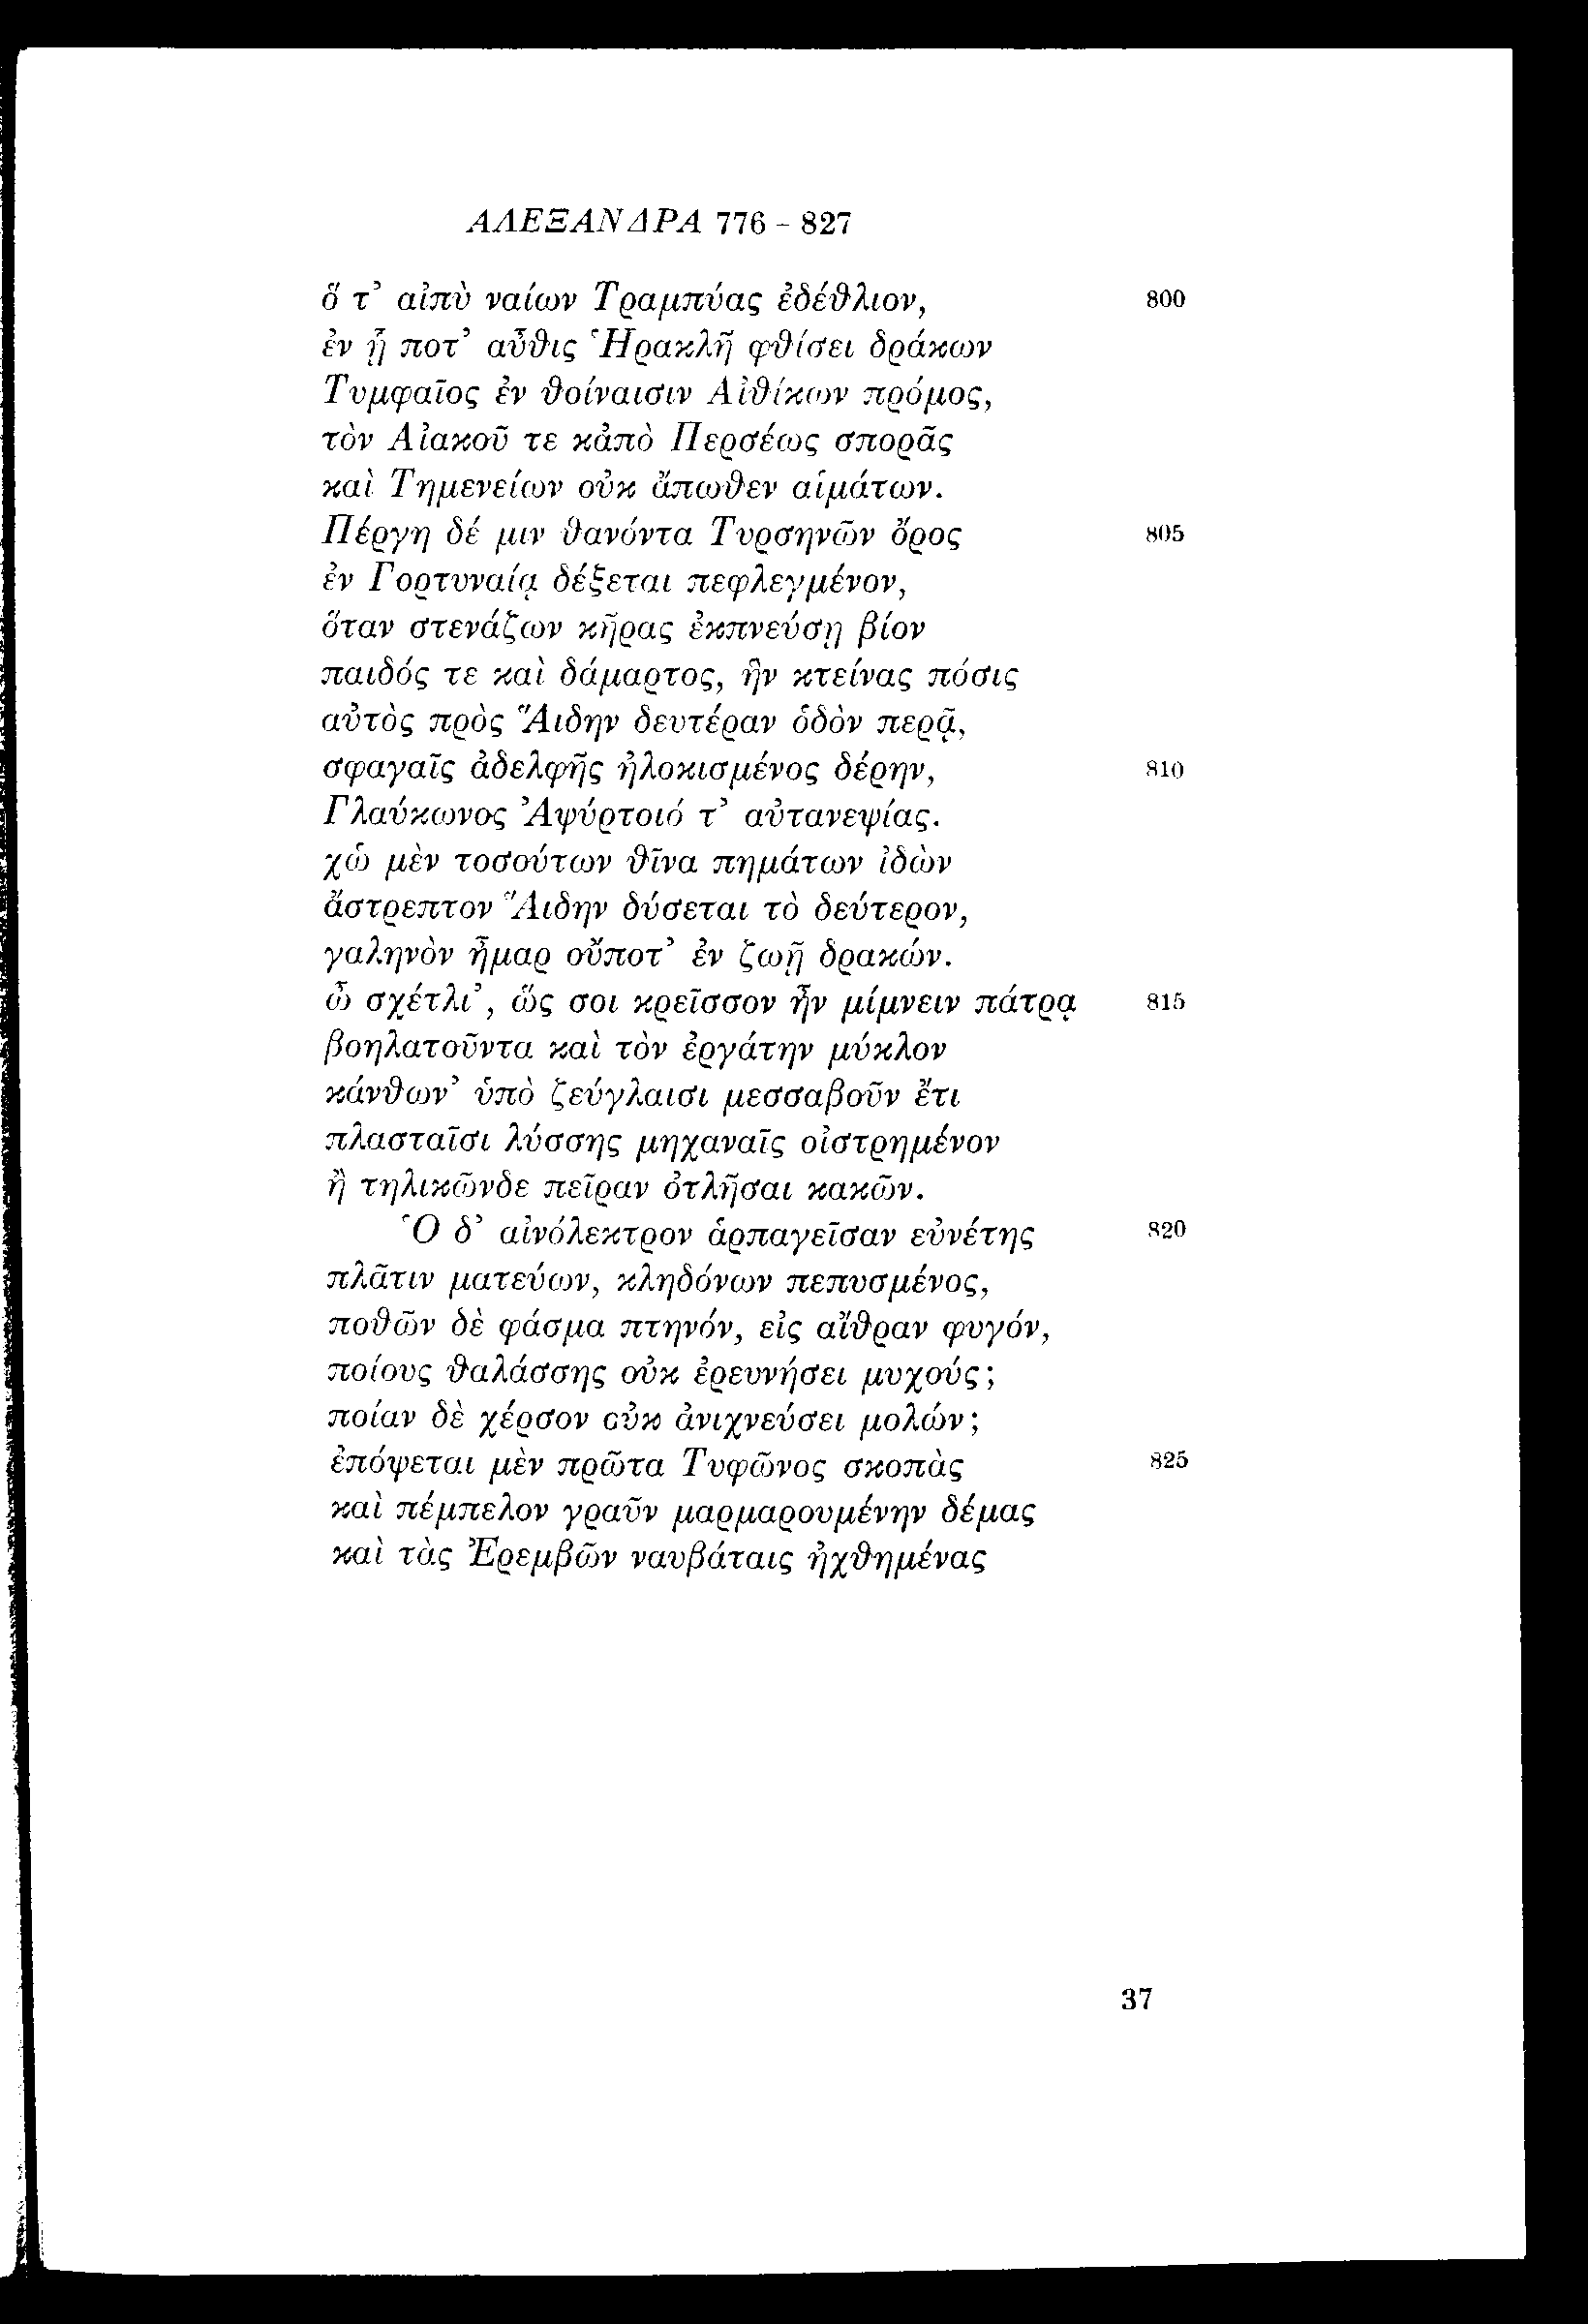 ΑΛΕΞΑΝΔΡΑ 776 - 827
ὅ τ’ αἰπὺ ναίων Τραμπύας ἐδέθλιον, 800
ἐν ᾗ ποτ’ αὖθις Ἡρακλῆ φθίσει δράκων
Τυμφαῖος ἐν θοίναισιν Αἰθίκων πρόμος,
τὸν Αἰακοῦ τε κἀπὸ Περσέως σπορᾶς
καὶ Τημενείων οὐκ ἄπωθεν αἱμάτων.
Πέργη δέ μιν θανόντα Τυρσηνῶν ὄρος 805
ἐν Γορτυναίᾳ δέξεται πεφλεγμένον,
ὅταν στενάζων κῆρας ἐκπνεύσῃ βίον
παιδός τε καὶ δάμαρτος, ἣν κτείνας πόσις
αὐτὸς πρὸς Ἅιδην δευτέραν ὁδὸν περᾷ,
σφαγαῖς ἀδελφῆς ἠλοκισμένος δέρην, 810
Γλαύκωνος Ἀψύρτοιό τ’ αὐτανεψίας.
χὠ μὲν τοσούτων θῖνα πημάτων ἰδὼν
ἄστρεπτον Ἅιδην δύσεται τὸ δεύτερον,
γαληνὸν ἦμαρ οὔποτ’ ἐν ζωῇ δρακών.
ὦ σχέτλι’, ὥς σοι κρεῖσσον ἦν μίμνειν πάτρᾳ 815
βοηλατοῦντα καὶ τὸν ἐργάτην μύκλον
κάνθων’ ὑπὸ ζεύγλαισι μεσσαβοῦν ἔτι
πλασταῖσι λύσσης μηχαναῖς οἰστρημένον
ἢ τηλικῶνδε πεῖραν ὀτλῆσαι κακῶν.
Ὁ δ’ αἰνόλεκτρον ἁρπαγεῖσαν εὐνέτης 820
πλᾶτιν ματεύων, κληδόνων πεπυσμένος,
ποθῶν δὲ φάσμα πτηνόν, εἰς αἴθραν φυγόν,
ποίους θαλάσσης οὐκ ἐρευνήσει μυχούς;
ποίαν δὲ χέρσον οὐκ ἀνιχνεύσει μολών;
ἐπόψεται μὲν πρῶτα Τυφῶνος σκοπὰς 825
καὶ πέμπελον γραῦν μαρμαρουμένην δέμας
καὶ τὰς Ἐρεμβῶν ναυβάταις ἠχθημένας
37